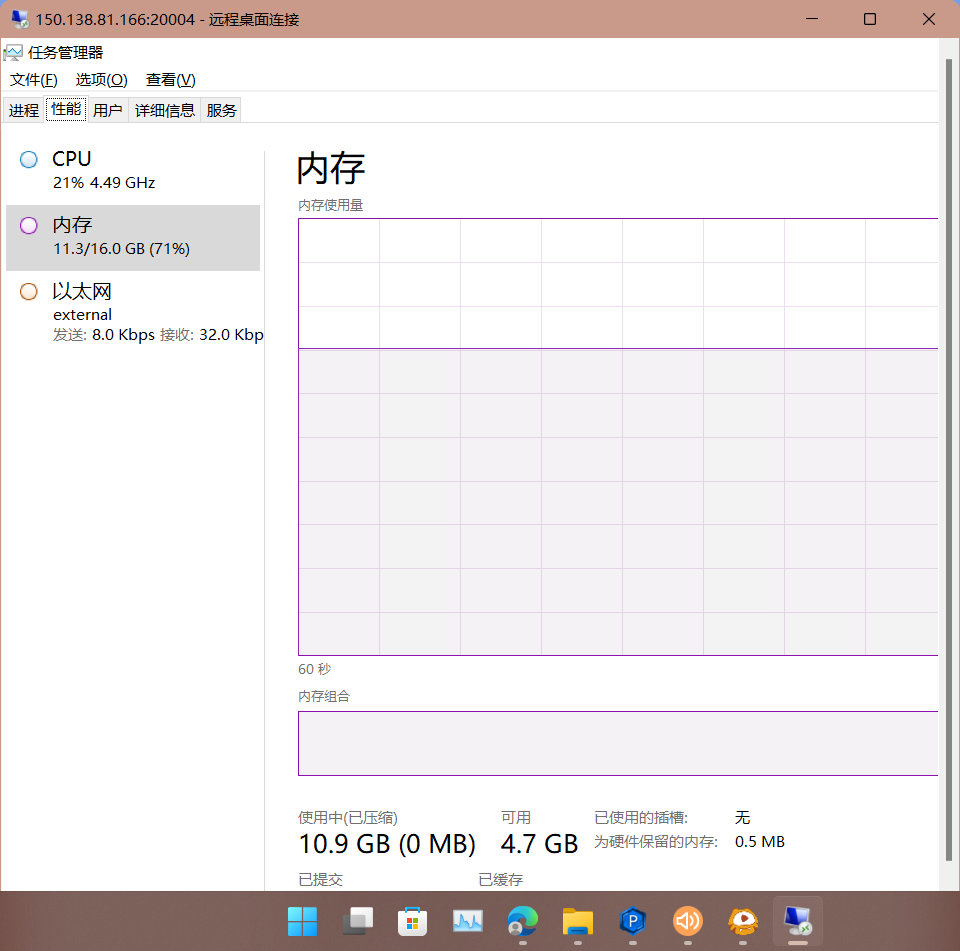 150.138.81.166:20004 - 远程桌面连接
任务管理器
文件(F) 选项(O) 查看(V)
进程 性能 用户 详细信息 服务
CPU
21% 4.49 GHz
内存
11.3/16.0 GB (71%)
以太网
external
发送: 8.0 Kbps 接收: 32.0 Kbp
内存
内存使用量
60 秒
内存组合
使用中(已压缩) 可用 已使用的插槽: 无
10.9 GB (0 MB) 4.7 GB 为硬件保留的内存: 0.5 MB
已提交 已缓存